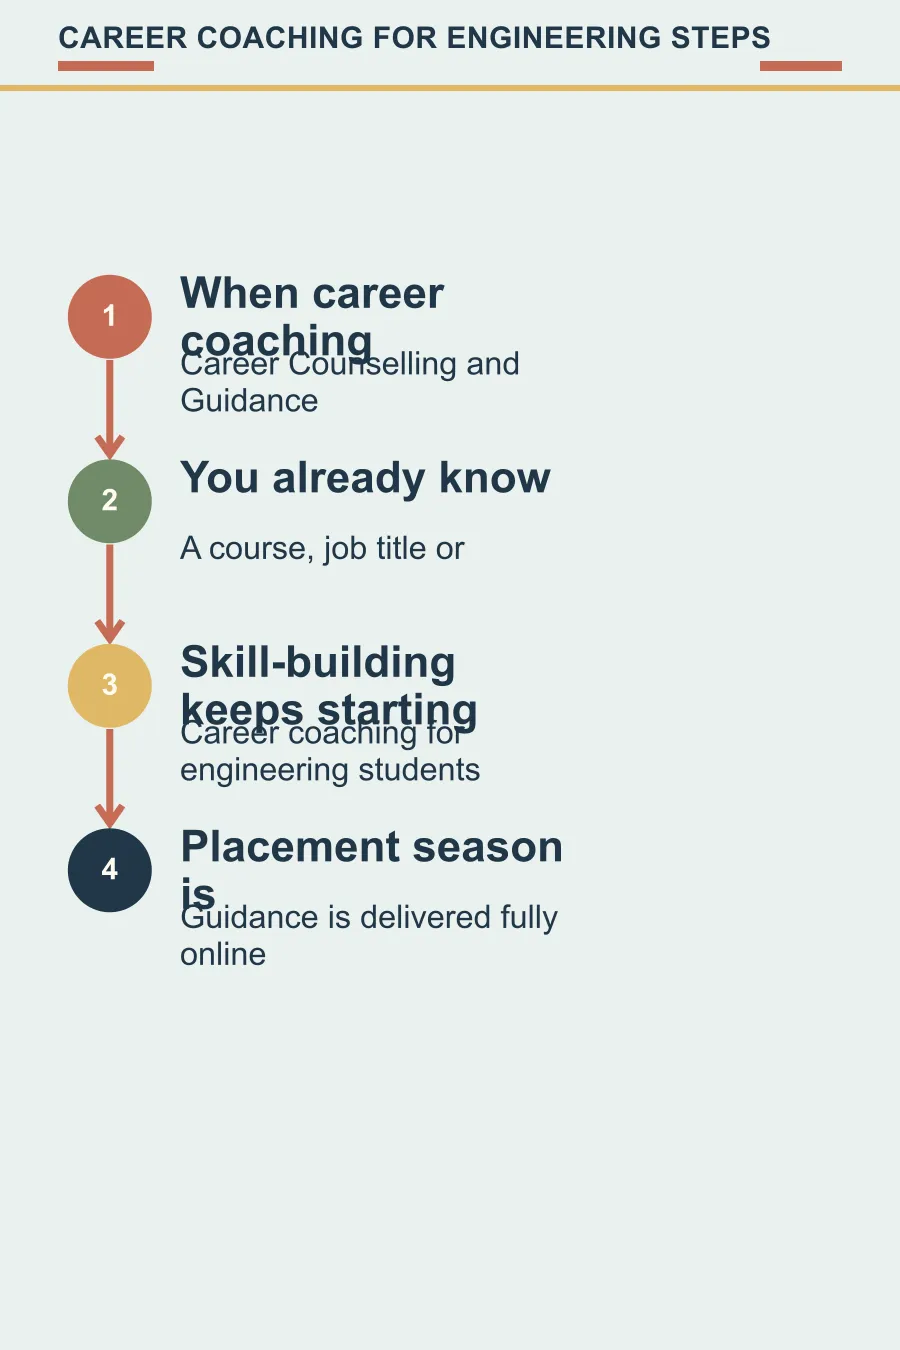 CAREER COACHING FOR ENGINEERING STEPS
1
When career
coaching
Career Counselling and
Guidance
2
You already know
A course, job title or
3
Skill-building
keeps starting
Career coaching for
engineering students
4
Placement season
is
Guidance is delivered fully
online